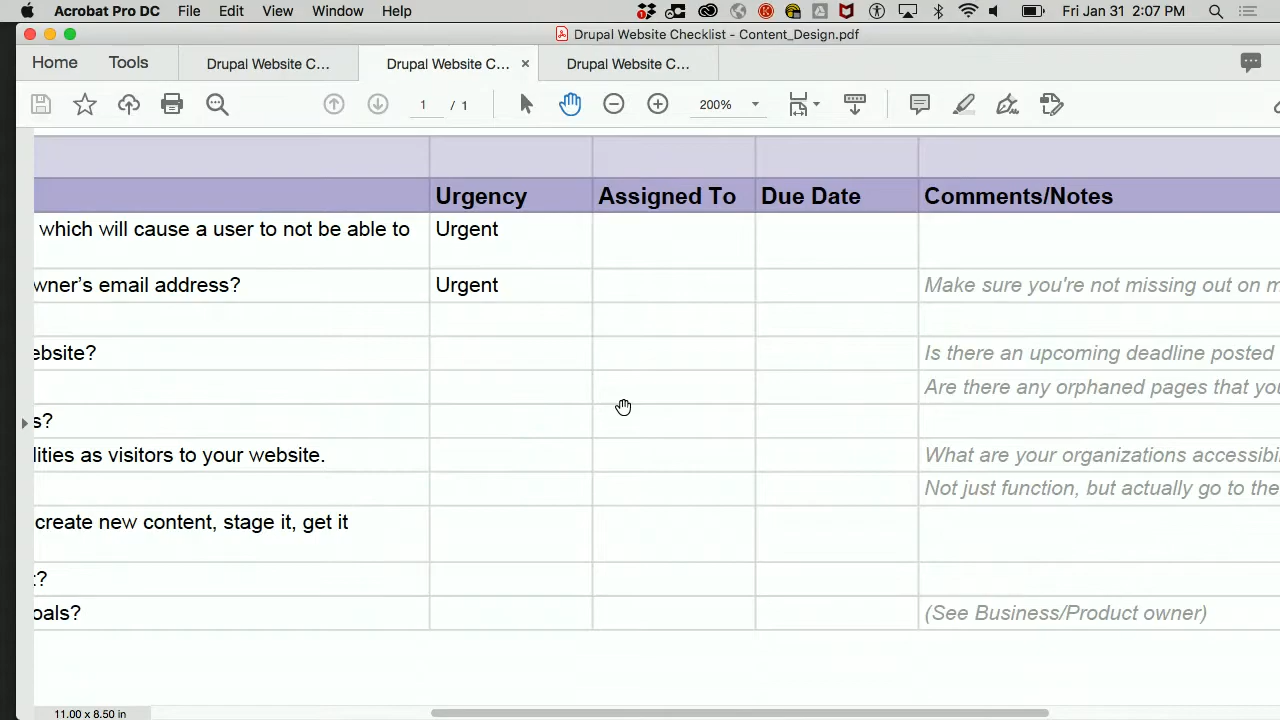 Acrobat Pro DC File Edit View Window Help Fri Jan 31 2:07 PM
Drupal Website Checklist - Content_Design.pdf
Home Tools Drupal Website C... Drupal Website C... × Drupal Website C...
1 / 1 200%
Urgency Assigned To Due Date Comments/Notes
which will cause a user to not be able to Urgent
wner's email address? Urgent Make sure you're not missing out on m
ebsite? Is there an upcoming deadline posted
Are there any orphaned pages that you
s?
lities as visitors to your website. What are your organizations accessibi
Not just function, but actually go to the
create new content, stage it, get it
t?
oals? (See Business/Product owner)
11.00 x 8.50 in